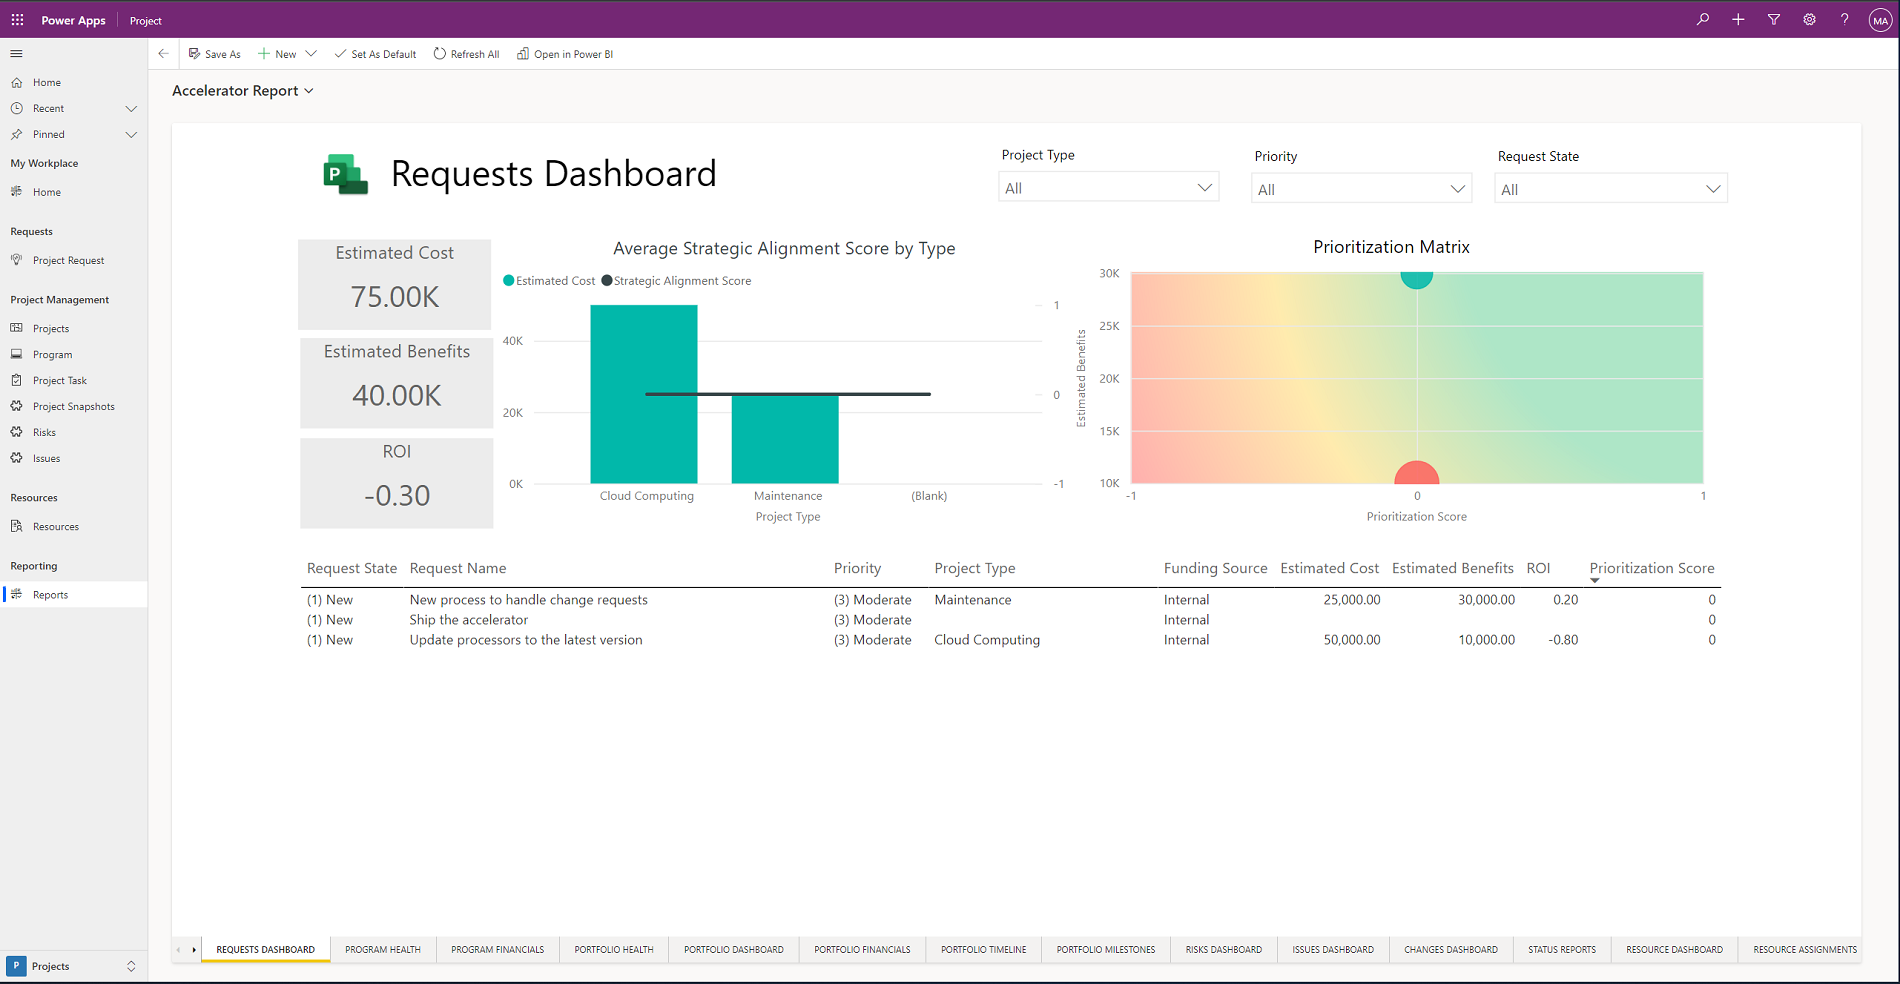 Power Apps Project
MA
Save As New Set As Default Refresh All Open in Power BI
Home
Recent
Pinned
My Workplace
Home
Requests
Project Request
Project Management
Projects
Program
Project Task
Project Snapshots
Risks
Issues
Resources
Resources
Reporting
Reports
P Projects
Accelerator Report
P
Requests Dashboard
Project Type
All
Priority
All
Request State
All
Estimated Cost
75.00K
Estimated Benefits
40.00K
ROI
-0.30
Average Strategic Alignment Score by Type
Estimated Cost Strategic Alignment Score
40K
20K
0K
1
0
-1
Cloud Computing Maintenance (Blank)
Project Type
Prioritization Matrix
Estimated Benefits
30K
25K
20K
15K
10K
-1 0 1
Prioritization Score
Request State Request Name Priority Project Type Funding Source Estimated Cost Estimated Benefits ROI Prioritization Score
(1) New New process to handle change requests (3) Moderate Maintenance Internal 25,000.00 30,000.00 0.20 0
(1) New Ship the accelerator (3) Moderate Internal 0
(1) New Update processors to the latest version (3) Moderate Cloud Computing Internal 50,000.00 10,000.00 -0.80 0
REQUESTS DASHBOARD PROGRAM HEALTH PROGRAM FINANCIALS PORTFOLIO HEALTH PORTFOLIO DASHBOARD PORTFOLIO FINANCIALS PORTFOLIO TIMELINE PORTFOLIO MILESTONES RISKS DASHBOARD ISSUES DASHBOARD CHANGES DASHBOARD STATUS REPORTS RESOURCE DASHBOARD RESOURCE ASSIGNMENTS